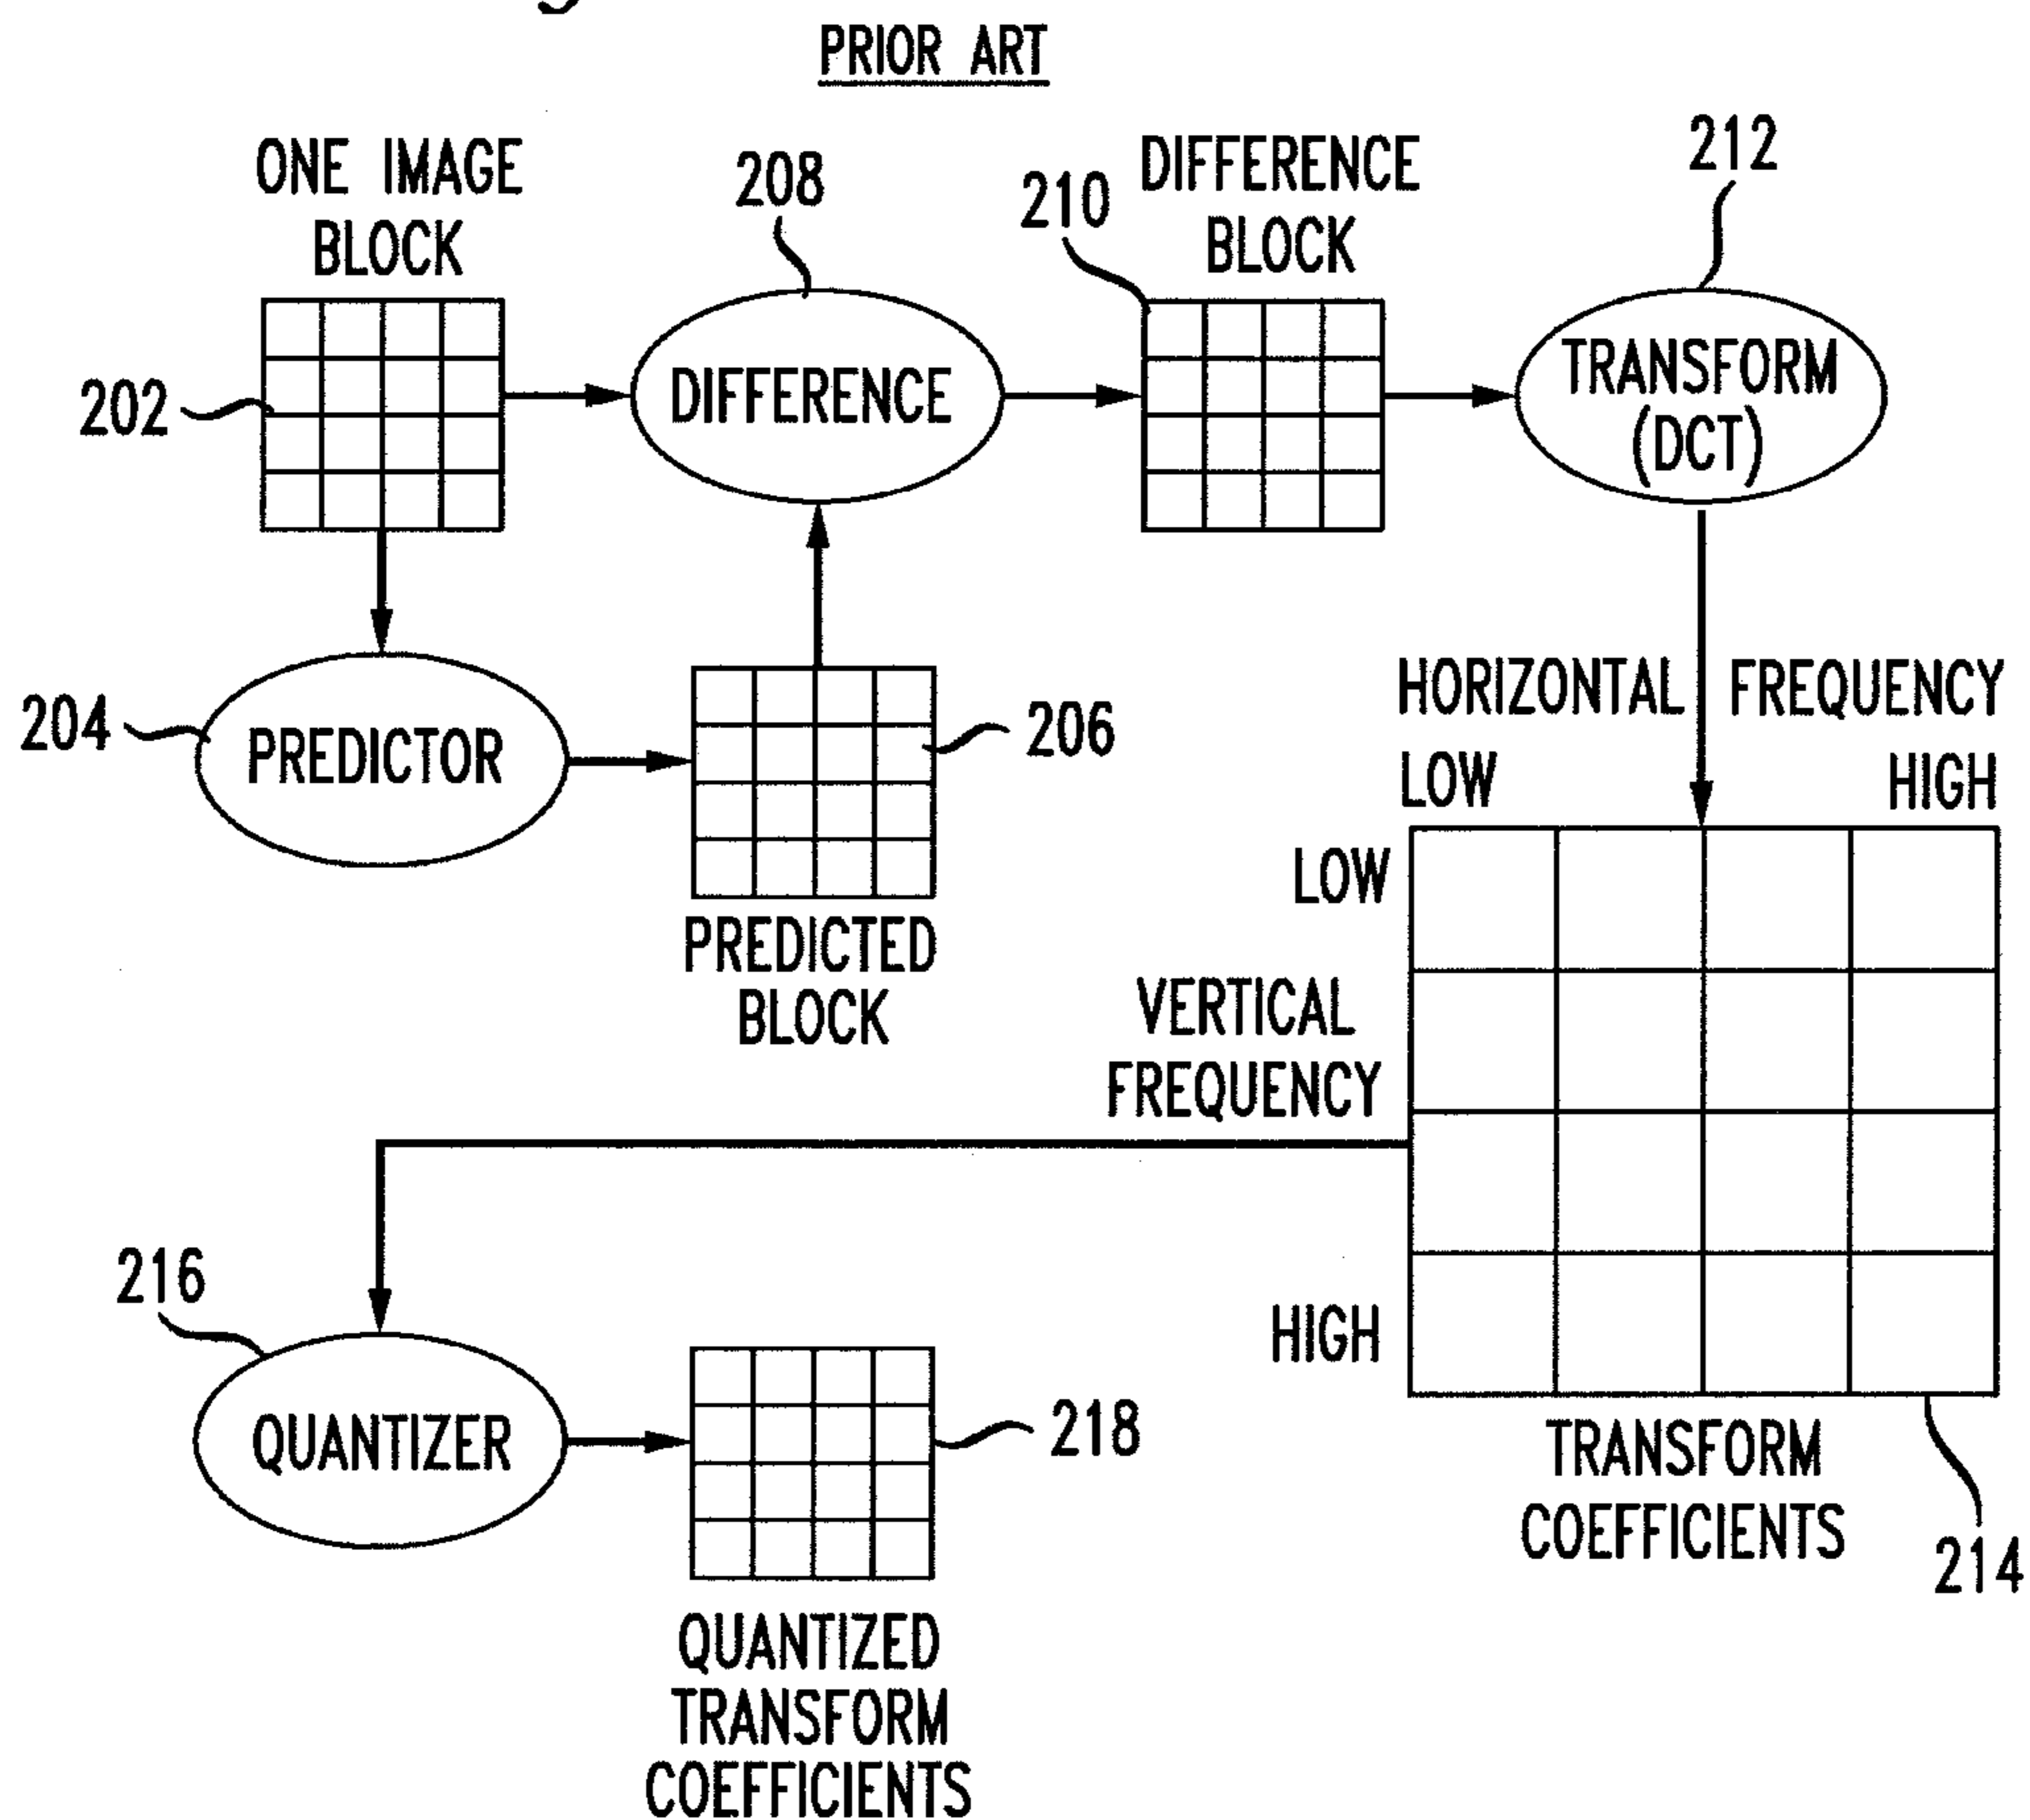 PRIOR ART
ONE IMAGE
BLOCK
208
210
DIFFERENCE
BLOCK
212
202
DIFFERENCE
TRANSFORM
(DCT)
204
PREDICTOR
206
PREDICTED
BLOCK
HORIZONTAL FREQUENCY
LOW HIGH
LOW
VERTICAL
FREQUENCY
HIGH
TRANSFORM
COEFFICIENTS
214
216
QUANTIZER
218
QUANTIZED
TRANSFORM
COEFFICIENTS